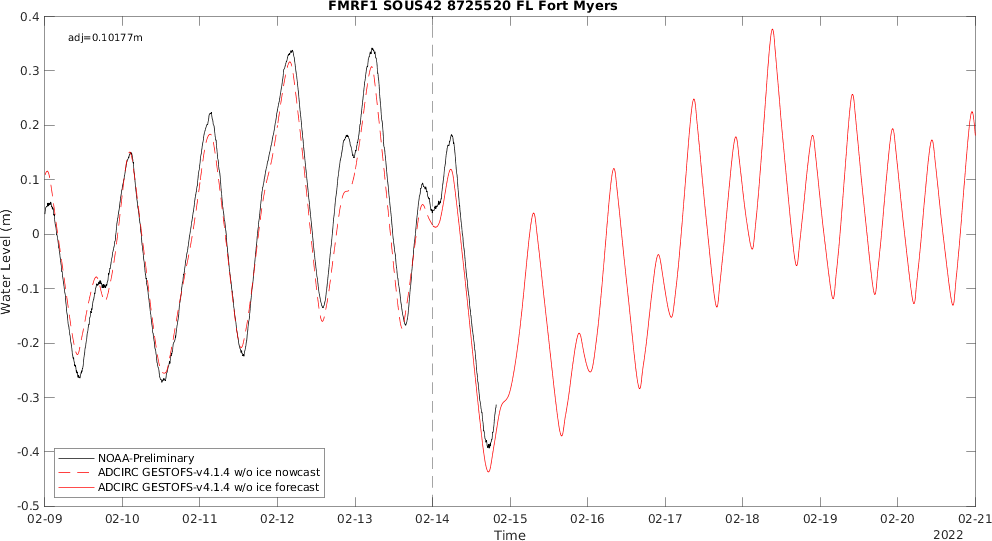 FMRF1 SOUS42 8725520 FL Fort Myers
adj=0.10177m
0.4
0.3
0.2
0.1
0
-0.1
-0.2
-0.3
-0.4
-0.5
Water Level (m)
NOAA-Preliminary
ADCIRC GESTOFS-v4.1.4 w/o ice nowcast
ADCIRC GESTOFS-v4.1.4 w/o ice forecast
02-09 02-10 02-11 02-12 02-13 02-14 02-15 02-16 02-17 02-18 02-19 02-20 02-21
Time
2022